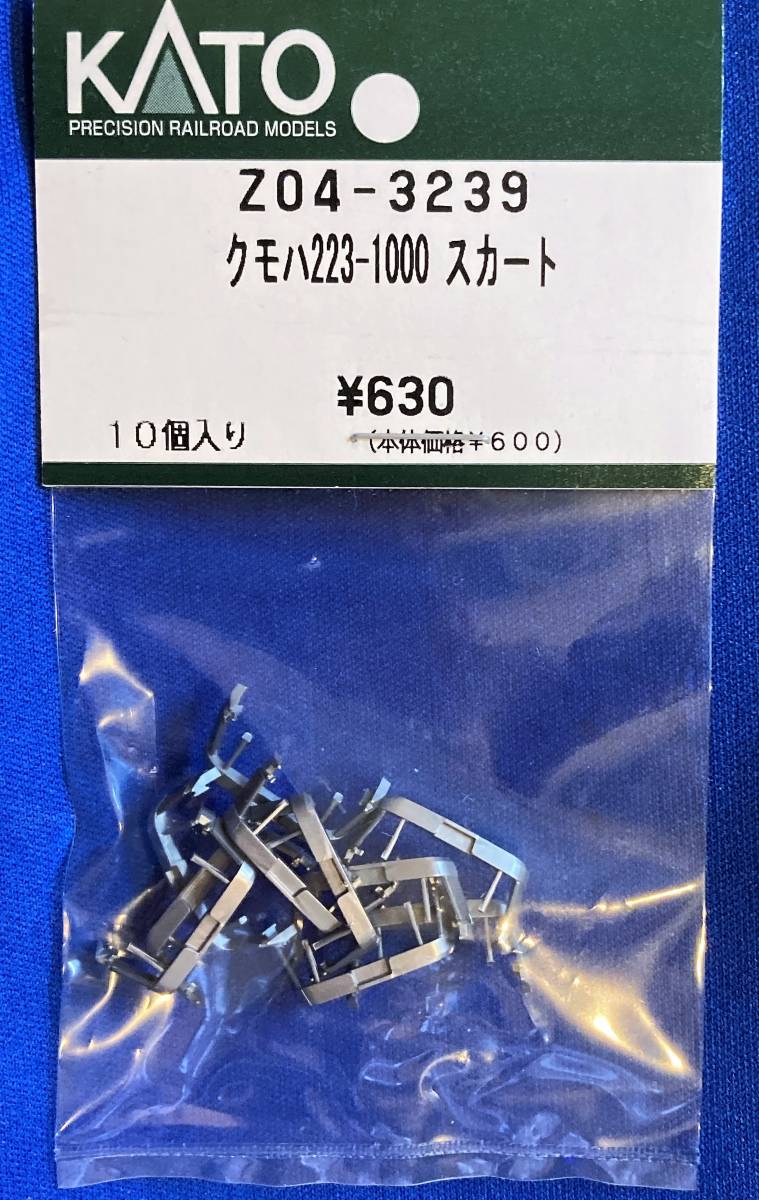 KATO
PRECISION RAILROAD MODELS
Z04-3239
クモハ223-1000 スカート
¥630
10個入り (本体価格¥600)